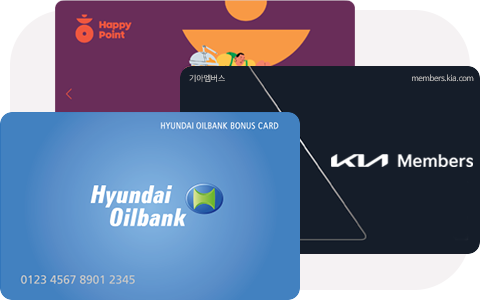 Happy
Point
기아멤버스
members.kia.com
KIA Members
HYUNDAI OILBANK BONUS CARD
Hyundai
Oilbank
0123 4567 8901 2345